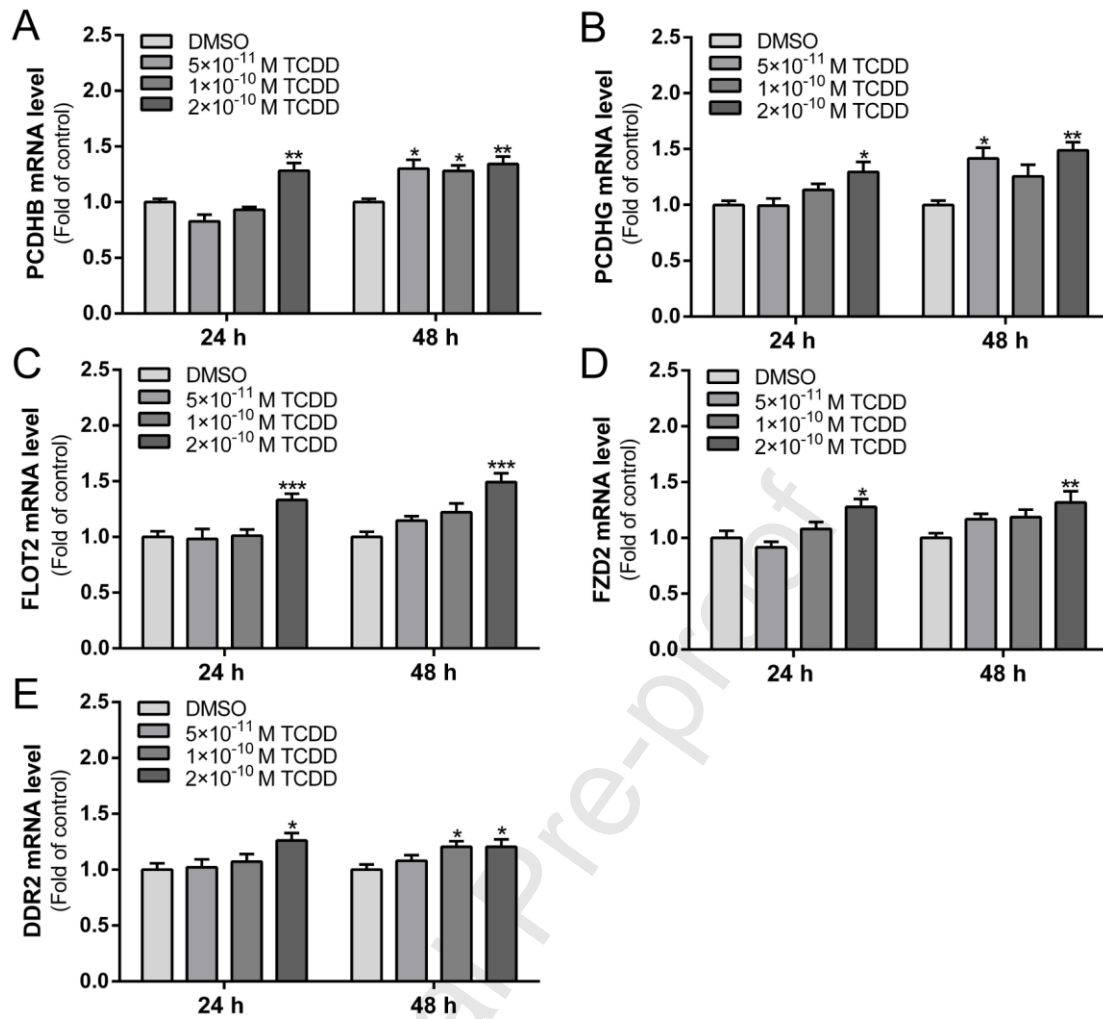 A
PCDHB mRNA level
(Fold of control)
2.5
2.0
1.5
1.0
0.5
0.0
DMSO
5×10⁻¹¹ M TCDD
1×10⁻¹⁰ M TCDD
2×10⁻¹⁰ M TCDD
**
*
*
**
24 h
48 h
B
PCDHG mRNA level
(Fold of control)
2.5
2.0
1.5
1.0
0.5
0.0
DMSO
5×10⁻¹¹ M TCDD
1×10⁻¹⁰ M TCDD
2×10⁻¹⁰ M TCDD
*
*
**
24 h
48 h
C
FLOT2 mRNA level
(Fold of control)
2.5
2.0
1.5
1.0
0.5
0.0
DMSO
5×10⁻¹¹ M TCDD
1×10⁻¹⁰ M TCDD
2×10⁻¹⁰ M TCDD
***
***
24 h
48 h
D
FZD2 mRNA level
(Fold of control)
2.5
2.0
1.5
1.0
0.5
0.0
DMSO
5×10⁻¹¹ M TCDD
1×10⁻¹⁰ M TCDD
2×10⁻¹⁰ M TCDD
*
**
24 h
48 h
E
DDR2 mRNA level
(Fold of control)
2.5
2.0
1.5
1.0
0.5
0.0
DMSO
5×10⁻¹¹ M TCDD
1×10⁻¹⁰ M TCDD
2×10⁻¹⁰ M TCDD
*
*
*
24 h
48 h
Pre-proof